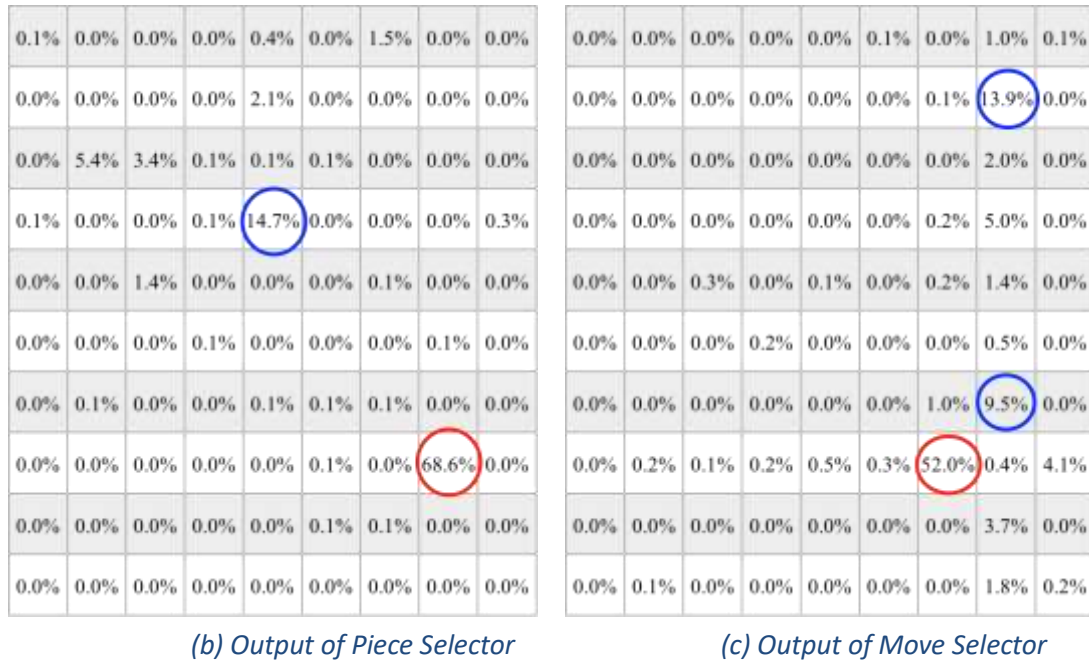 0.1% 0.0% 0.0% 0.0% 0.4% 0.0% 1.5% 0.0% 0.0%
0.0% 0.0% 0.0% 0.0% 2.1% 0.0% 0.0% 0.0% 0.0%
0.0% 5.4% 3.4% 0.1% 0.1% 0.1% 0.0% 0.0% 0.0%
0.1% 0.0% 0.0% 0.1% 14.7% 0.0% 0.0% 0.0% 0.3%
0.0% 0.0% 1.4% 0.0% 0.0% 0.0% 0.1% 0.0% 0.0%
0.0% 0.0% 0.0% 0.1% 0.0% 0.0% 0.0% 0.1% 0.0%
0.0% 0.1% 0.0% 0.0% 0.1% 0.1% 0.1% 0.0% 0.0%
0.0% 0.0% 0.0% 0.0% 0.0% 0.1% 0.0% 68.6% 0.0%
0.0% 0.0% 0.0% 0.0% 0.0% 0.1% 0.1% 0.0% 0.0%
0.0% 0.0% 0.0% 0.0% 0.0% 0.0% 0.0% 0.0% 0.0%
(b) Output of Piece Selector
0.0% 0.0% 0.0% 0.0% 0.0% 0.1% 0.0% 1.0% 0.1%
0.0% 0.0% 0.0% 0.0% 0.0% 0.0% 0.1% 13.9% 0.0%
0.0% 0.0% 0.0% 0.0% 0.0% 0.0% 0.0% 2.0% 0.0%
0.0% 0.0% 0.0% 0.0% 0.0% 0.0% 0.2% 5.0% 0.0%
0.0% 0.0% 0.3% 0.0% 0.1% 0.0% 0.2% 1.4% 0.0%
0.0% 0.0% 0.0% 0.2% 0.0% 0.0% 0.0% 0.5% 0.0%
0.0% 0.0% 0.0% 0.0% 0.0% 0.0% 1.0% 9.5% 0.0%
0.0% 0.2% 0.1% 0.2% 0.5% 0.3% 52.0% 0.4% 4.1%
0.0% 0.0% 0.0% 0.0% 0.0% 0.0% 0.0% 3.7% 0.0%
0.0% 0.1% 0.0% 0.0% 0.0% 0.0% 0.0% 1.8% 0.2%
(c) Output of Move Selector